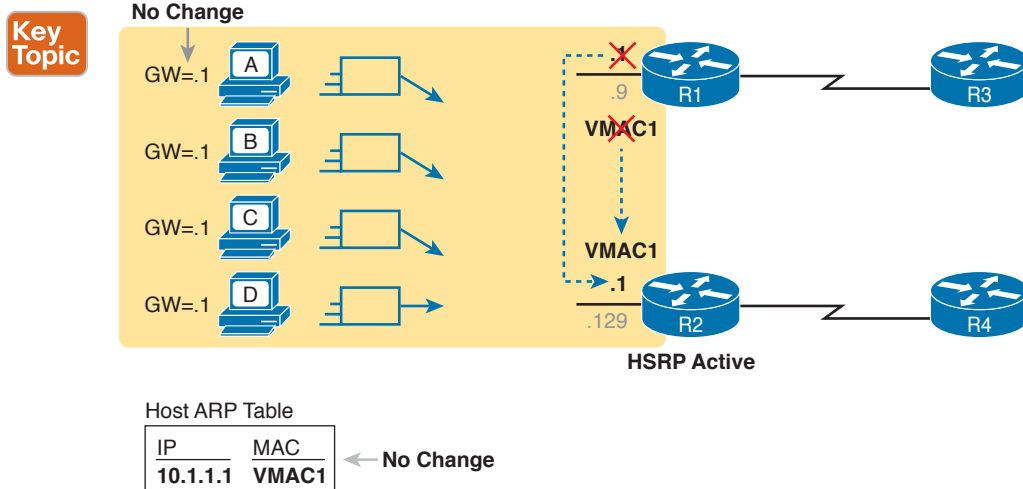 Key
Topic
No Change
GW=.1
A
GW=.1
B
GW=.1
C
GW=.1
D
.1
.9
VMAC1
R1
R3
VMAC1
.1
.129
R2
R4
HSRP Active
Host ARP Table
IP MAC
10.1.1.1 VMAC1
No Change